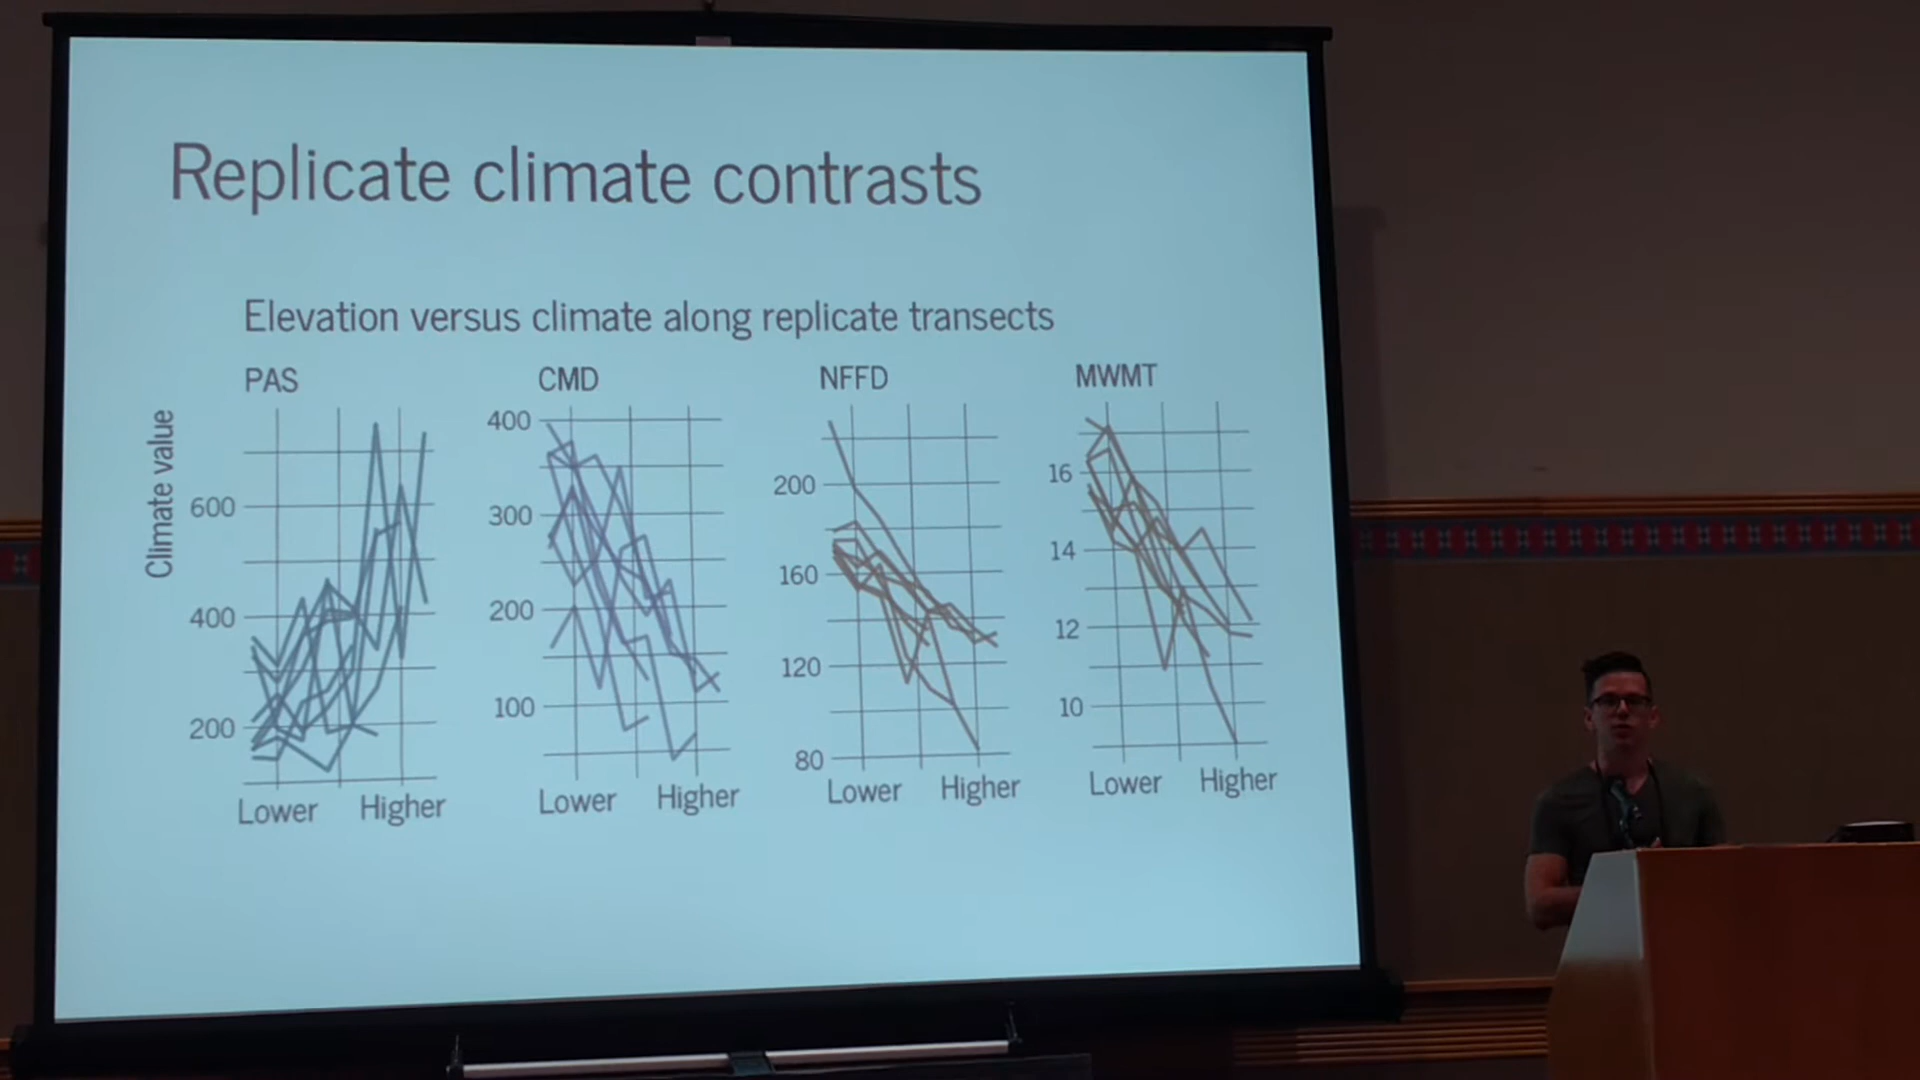 Replicate climate contrasts
Elevation versus climate along replicate transects
PAS
CMD
NFFD
MWMT
Climate value
600
400
200
Lower Higher
400
300
200
100
Lower Higher
200
160
120
80
Lower Higher
16
14
12
10
Lower Higher